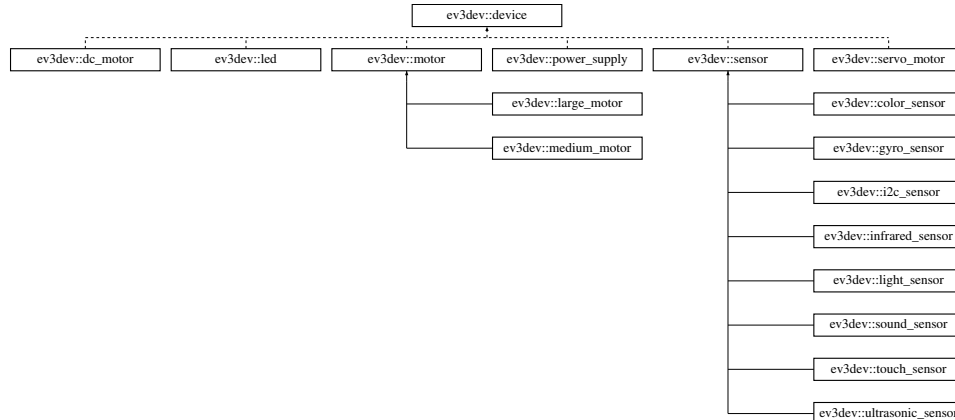 ev3dev::device
ev3dev::dc_motor
ev3dev::led
ev3dev::motor
ev3dev::power_supply
ev3dev::sensor
ev3dev::servo_motor
ev3dev::large_motor
ev3dev::color_sensor
ev3dev::medium_motor
ev3dev::gyro_sensor
ev3dev::i2c_sensor
ev3dev::infrared_sensor
ev3dev::light_sensor
ev3dev::sound_sensor
ev3dev::touch_sensor
ev3dev::ultrasonic_sensor